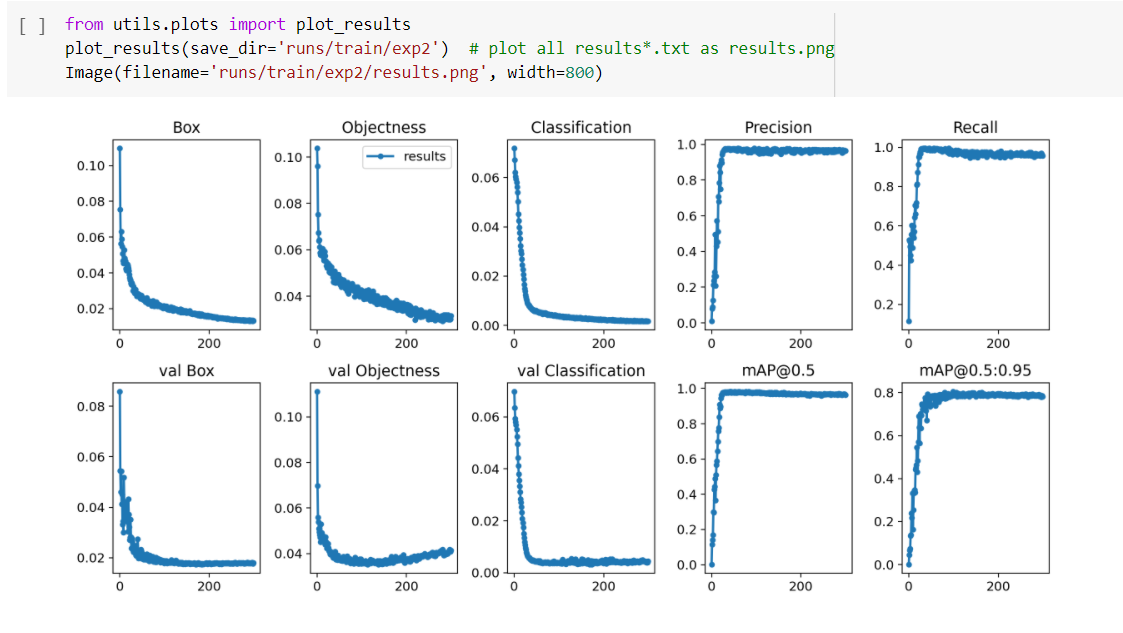 [ ] from utils.plots import plot_results
plot_results(save_dir='runs/train/exp2')  # plot all results*.txt as results.png
Image(filename='runs/train/exp2/results.png', width=800)
Box Objectness Classification Precision Recall
results
0.10 0.08 0.06 0.04 0.02
0 200
0.10 0.08 0.06 0.04
0 200
0.06 0.04 0.02 0.00
0 200
1.0 0.8 0.6 0.4 0.2 0.0
0 200
1.0 0.8 0.6 0.4 0.2
0 200
val Box val Objectness val Classification mAP@0.5 mAP@0.5:0.95
0.08 0.06 0.04 0.02
0 200
0.10 0.08 0.06 0.04
0 200
0.06 0.04 0.02 0.00
0 200
1.0 0.8 0.6 0.4 0.2 0.0
0 200
0.8 0.6 0.4 0.2 0.0
0 200